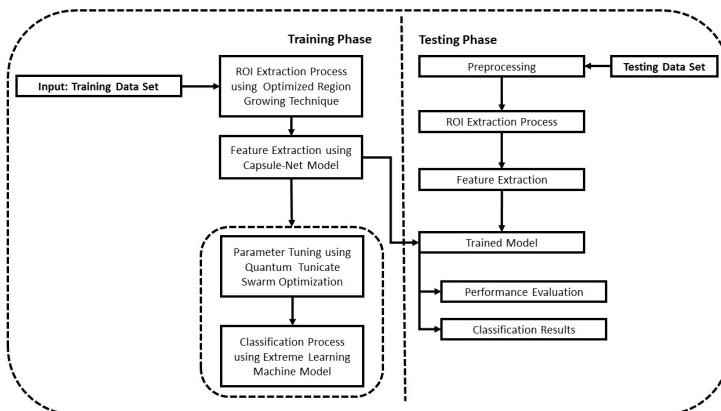 Training Phase
Input: Training Data Set
ROI Extraction Process
using Optimized Region
Growing Technique
Feature Extraction using
Capsule-Net Model
Parameter Tuning using
Quantum Tunicate
Swarm Optimization
Classification Process
using Extreme Learning
Machine Model
Testing Phase
Preprocessing
Testing Data Set
ROI Extraction Process
Feature Extraction
Trained Model
Performance Evaluation
Classification Results